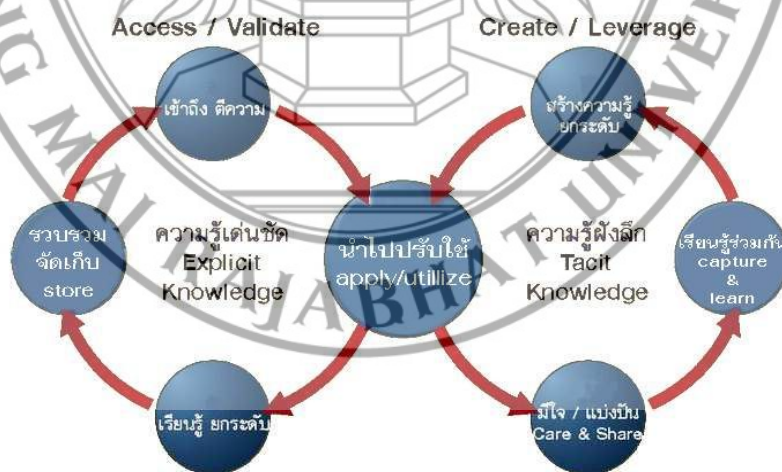 Access / Validate
Create / Leverage
เข้าถึง ตีความ
สร้างความรู้
ยกระดับ
รวบรวม
จัดเก็บ
store
ความรู้เด่นชัด
Explicit
Knowledge
นำไปปรับใช้
apply/utillize
ความรู้ฝังลึก
Tacit
Knowledge
เรียนรู้ร่วมกัน
capture
&
learn
เรียนรู้ ยกระดับ
มีใจ / แบ่งปัน
Care & Share
MAI RAJABHAT UNIVER